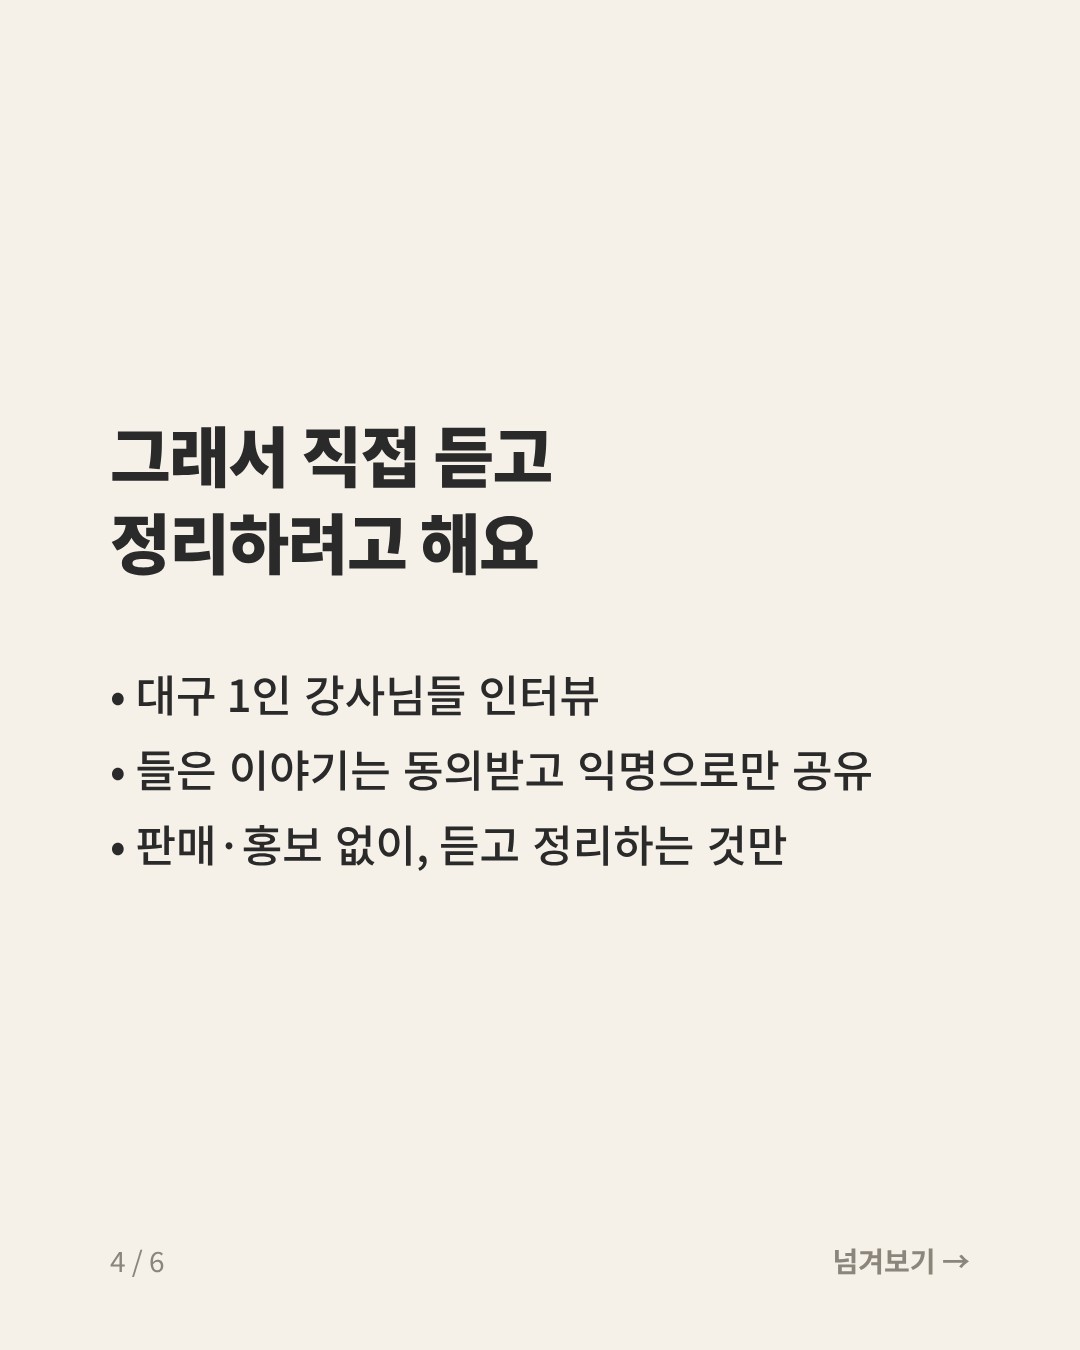 그래서 직접 듣고
정리하려고 해요
• 대구 1인 강사님들 인터뷰
• 들은 이야기는 동의받고 익명으로만 공유
• 판매·홍보 없이, 듣고 정리하는 것만
4 / 6
넘겨보기 →